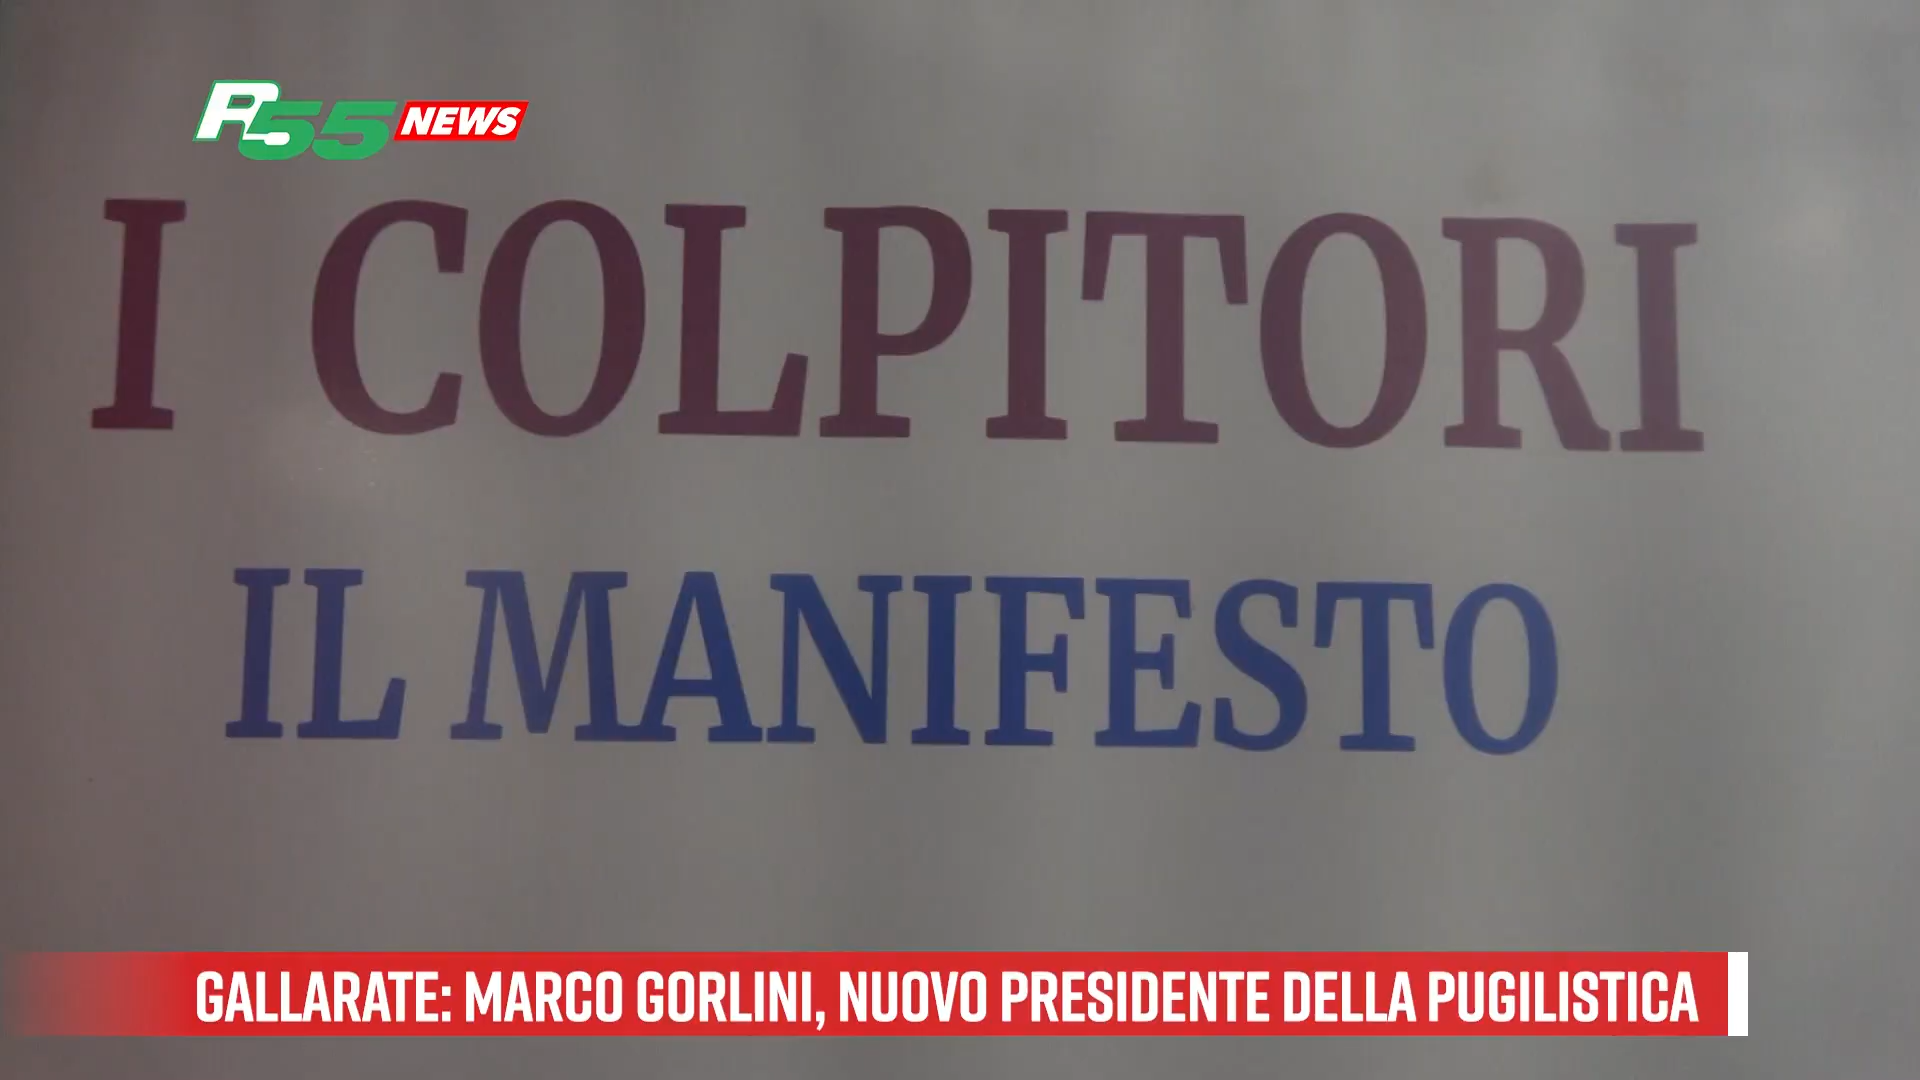 R55 NEWS
I COLPITORI
IL MANIFESTO
GALLARATE: MARCO GORLINI, NUOVO PRESIDENTE DELLA PUGILISTICA